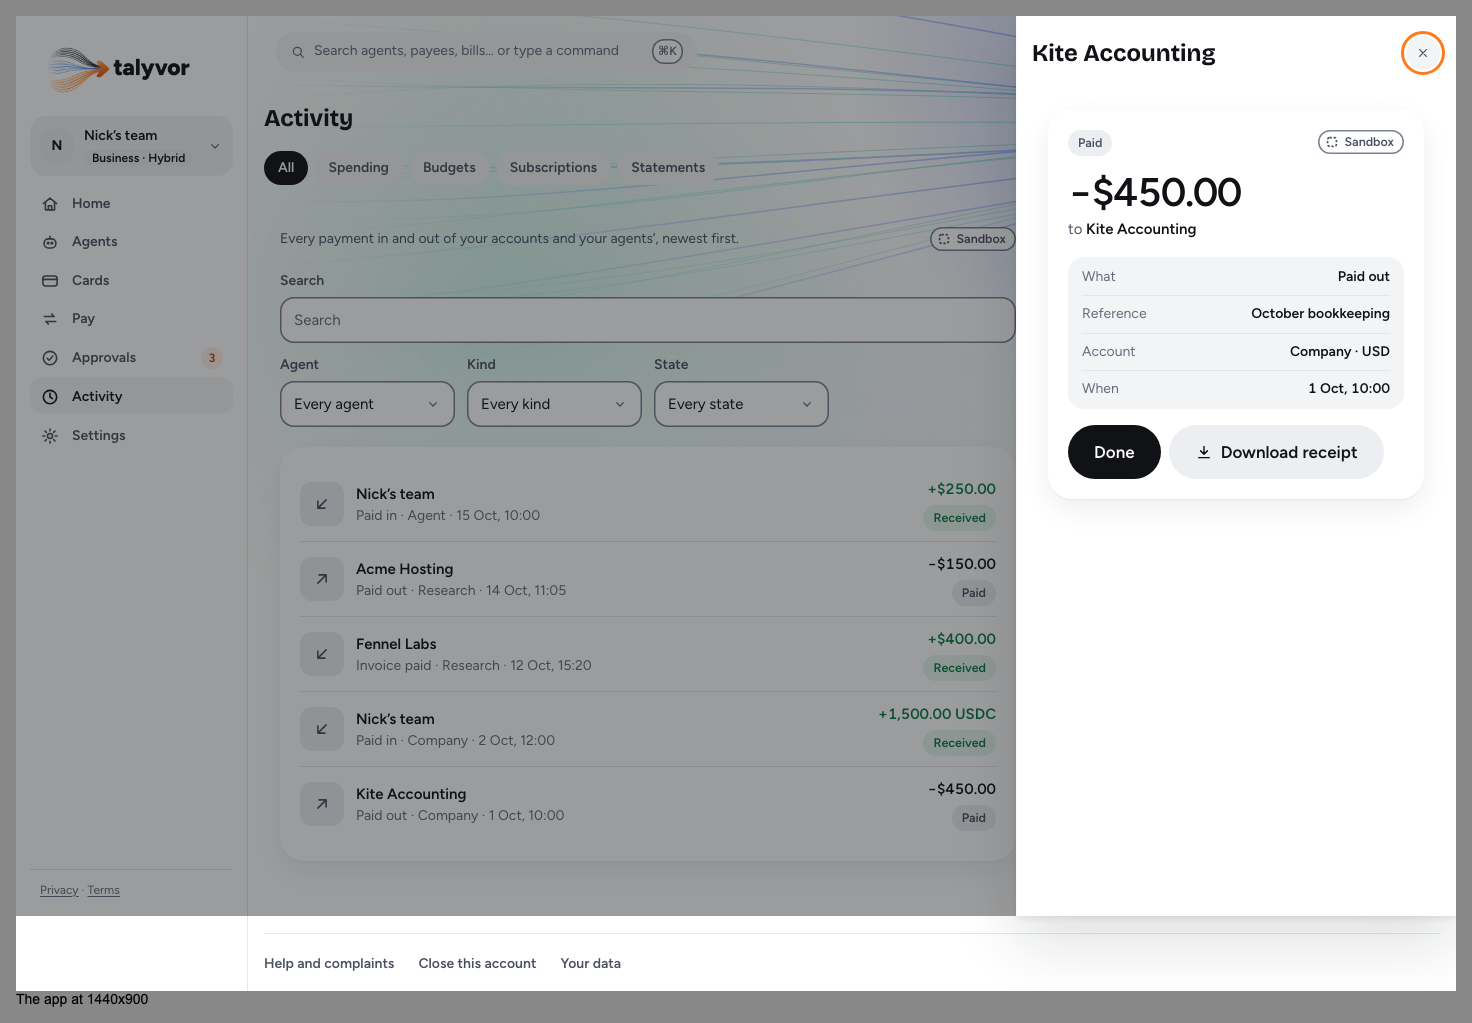 talyvor
N
Nick's team
Business · Hybrid
Home
Agents
Cards
Pay
Approvals
3
Activity
Settings
Privacy · Terms
Search agents, payees, bills… or type a command
⌘K
Activity
All
Spending
Budgets
Subscriptions
Statements
Every payment in and out of your accounts and your agents', newest first.
Sandbox
Search
Search
Agent
Kind
State
Every agent
Every kind
Every state
Nick's team
Paid in · Agent · 15 Oct, 10:00
+$250.00
Received
Acme Hosting
Paid out · Research · 14 Oct, 11:05
−$150.00
Paid
Fennel Labs
Invoice paid · Research · 12 Oct, 15:20
+$400.00
Received
Nick's team
Paid in · Company · 2 Oct, 12:00
+1,500.00 USDC
Received
Kite Accounting
Paid out · Company · 1 Oct, 10:00
−$450.00
Paid
Kite Accounting
Paid
Sandbox
−$450.00
to Kite Accounting
What
Paid out
Reference
October bookkeeping
Account
Company · USD
When
1 Oct, 10:00
Done
Download receipt
Help and complaints
Close this account
Your data
The app at 1440x900